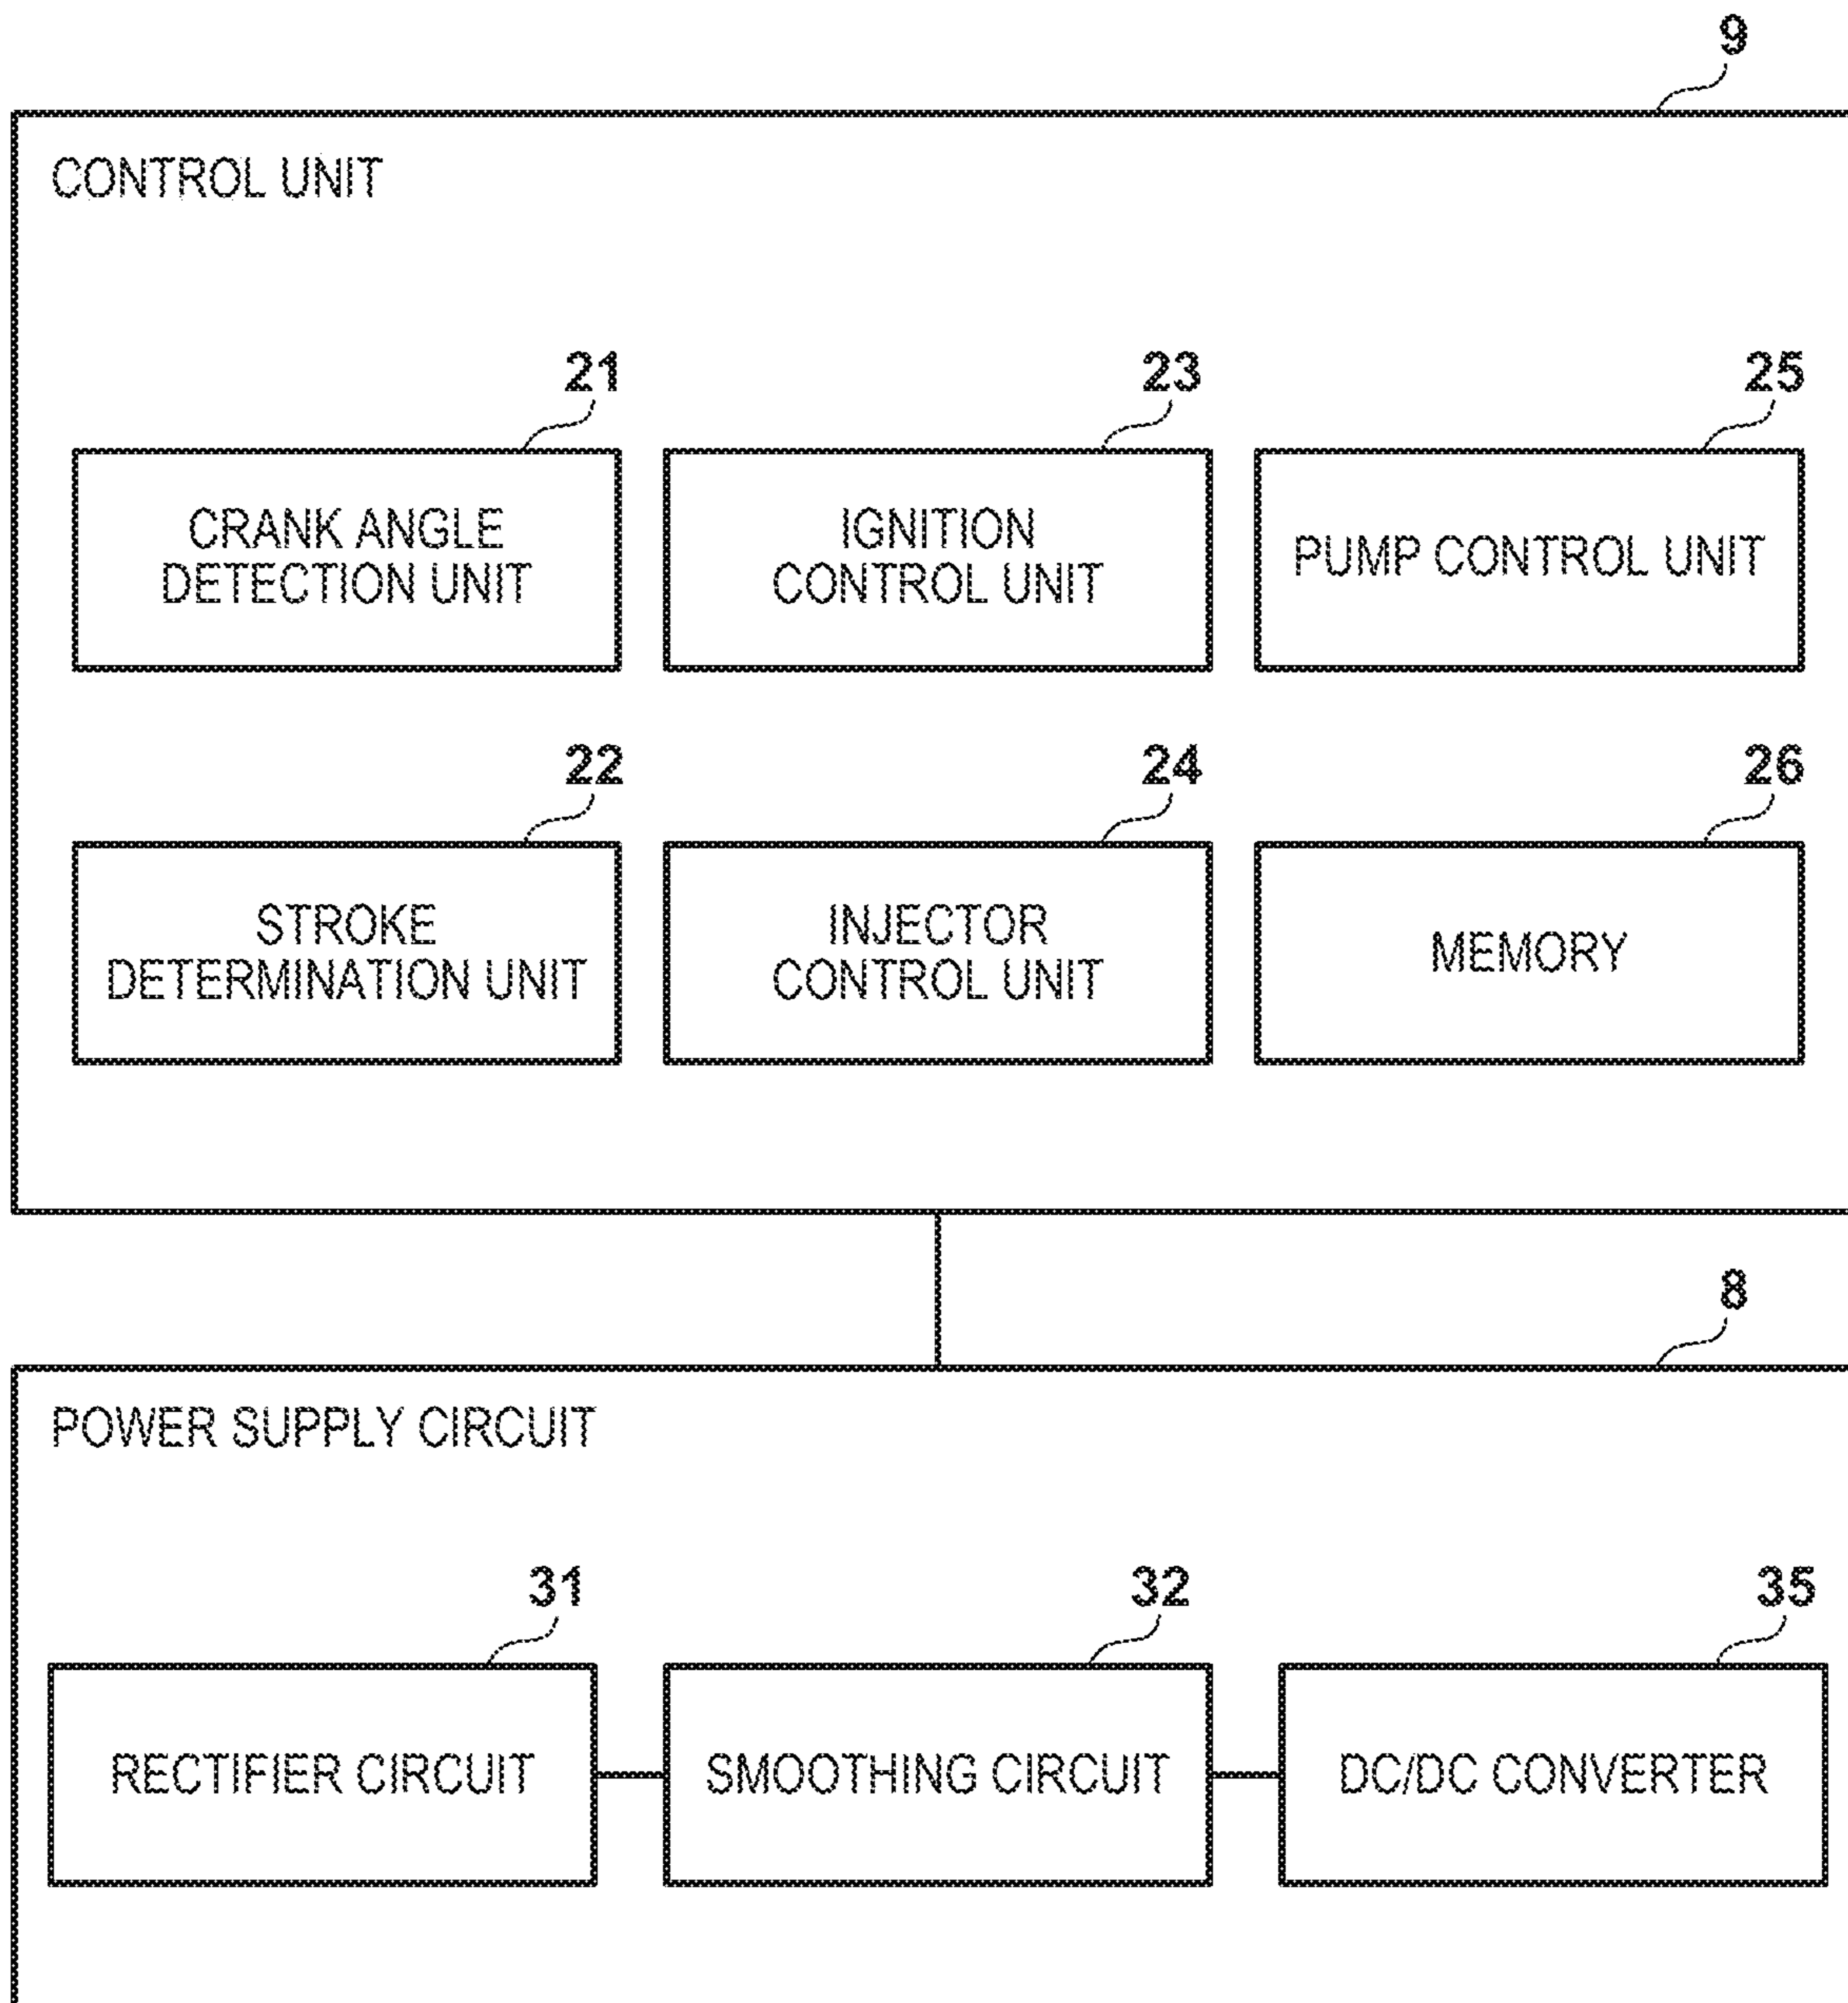 9
CONTROL UNIT
21
23
25
CRANK ANGLE
DETECTION UNIT
IGNITION
CONTROL UNIT
PUMP CONTROL UNIT
22
24
26
STROKE
DETERMINATION UNIT
INJECTOR
CONTROL UNIT
MEMORY
8
POWER SUPPLY CIRCUIT
31
32
35
RECTIFIER CIRCUIT
SMOOTHING CIRCUIT
DC/DC CONVERTER